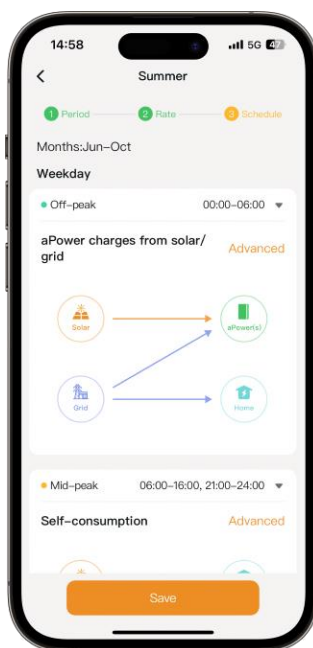 14:58 5G 47
Summer
1 Period 2 Rate 3 Schedule
Months:Jun-Oct
Weekday
Off-peak 00:00-06:00
aPower charges from solar/
grid
Advanced
Solar aPower(s)
Grid Home
Mid-peak 06:00-16:00, 21:00-24:00
Self-consumption Advanced
Save